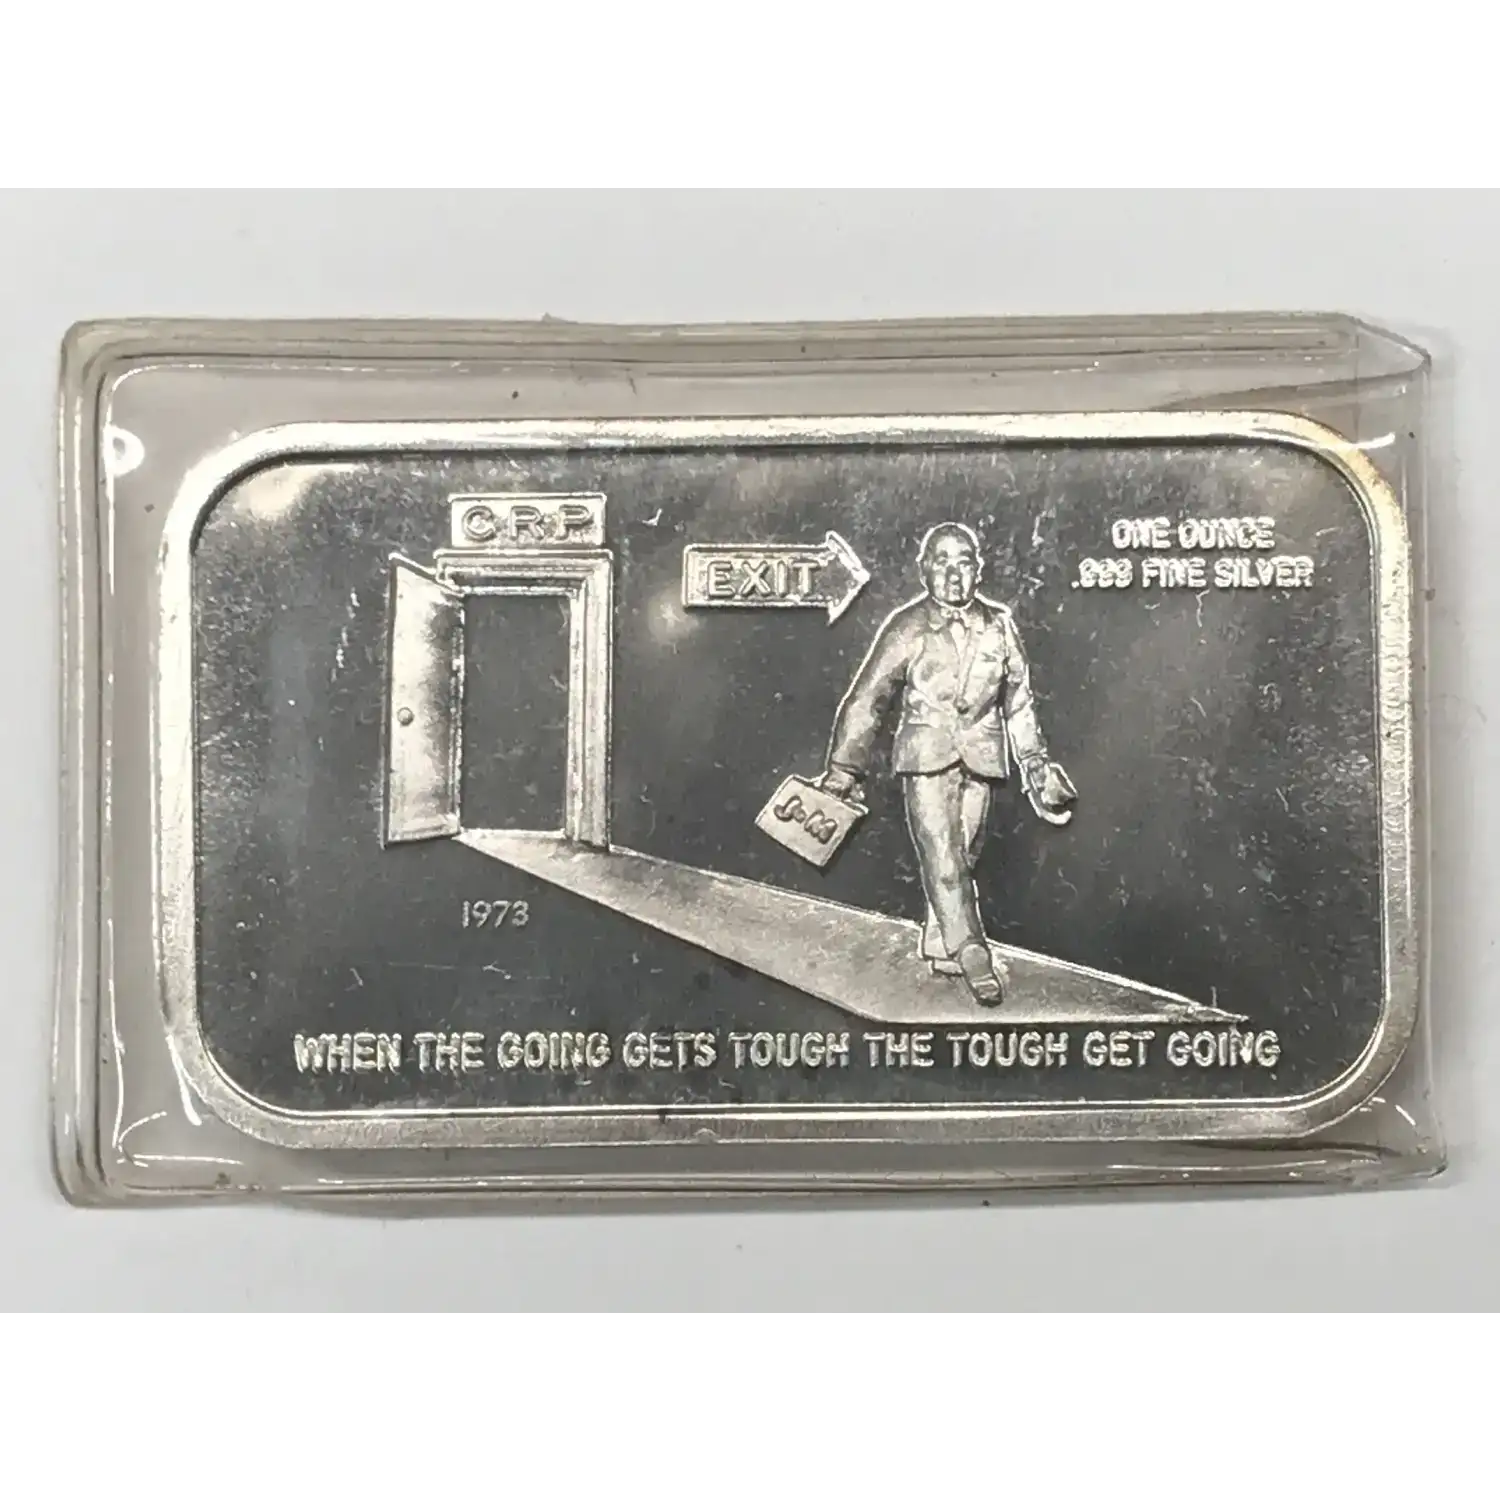 C.R.P.
EXIT
ONE OUNCE
.999 FINE SILVER
J-M
1973
WHEN THE GOING GETS TOUGH THE TOUGH GET GOING